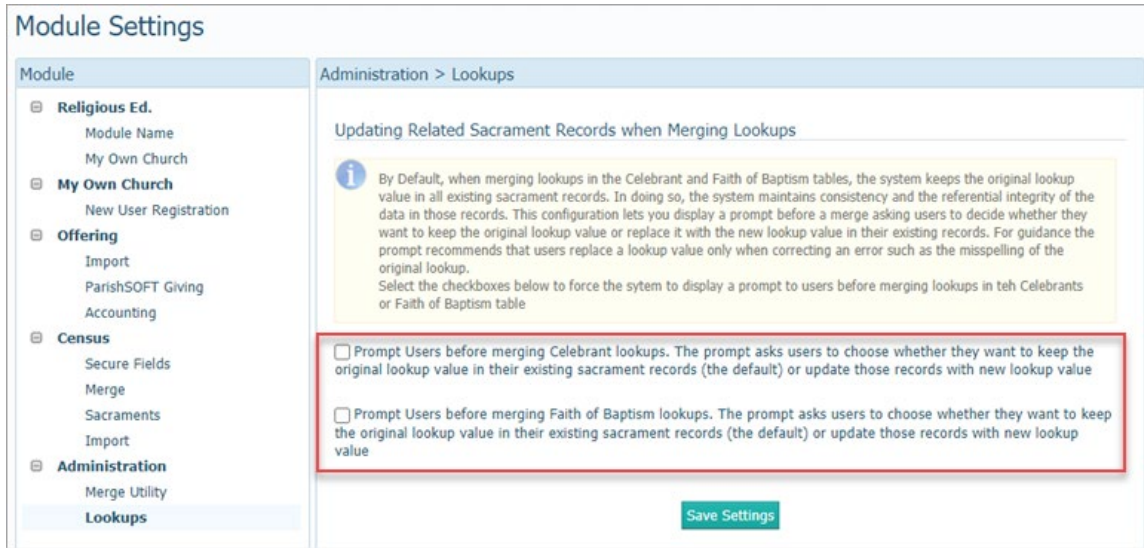 Module Settings
Module
Religious Ed.
Module Name
My Own Church
My Own Church
New User Registration
Offering
Import
ParishSOFT Giving
Accounting
Census
Secure Fields
Merge
Sacraments
Import
Administration
Merge Utility
Lookups
Administration > Lookups
Updating Related Sacrament Records when Merging Lookups
By Default, when merging lookups in the Celebrant and Faith of Baptism tables, the system keeps the original lookup
value in all existing sacrament records. In doing so, the system maintains consistency and the referential integrity of the
data in those records. This configuration lets you display a prompt before a merge asking users to decide whether they
want to keep the original lookup value or replace it with the new lookup value in their existing records. For guidance the
prompt recommends that users replace a lookup value only when correcting an error such as the misspelling of the
original lookup.
Select the checkboxes below to force the sytem to display a prompt to users before merging lookups in teh Celebrants
or Faith of Baptism table
Prompt Users before merging Celebrant lookups. The prompt asks users to choose whether they want to keep the
original lookup value in their existing sacrament records (the default) or update those records with new lookup value
Prompt Users before merging Faith of Baptism lookups. The prompt asks users to choose whether they want to keep
the original lookup value in their existing sacrament records (the default) or update those records with new lookup
value
Save Settings